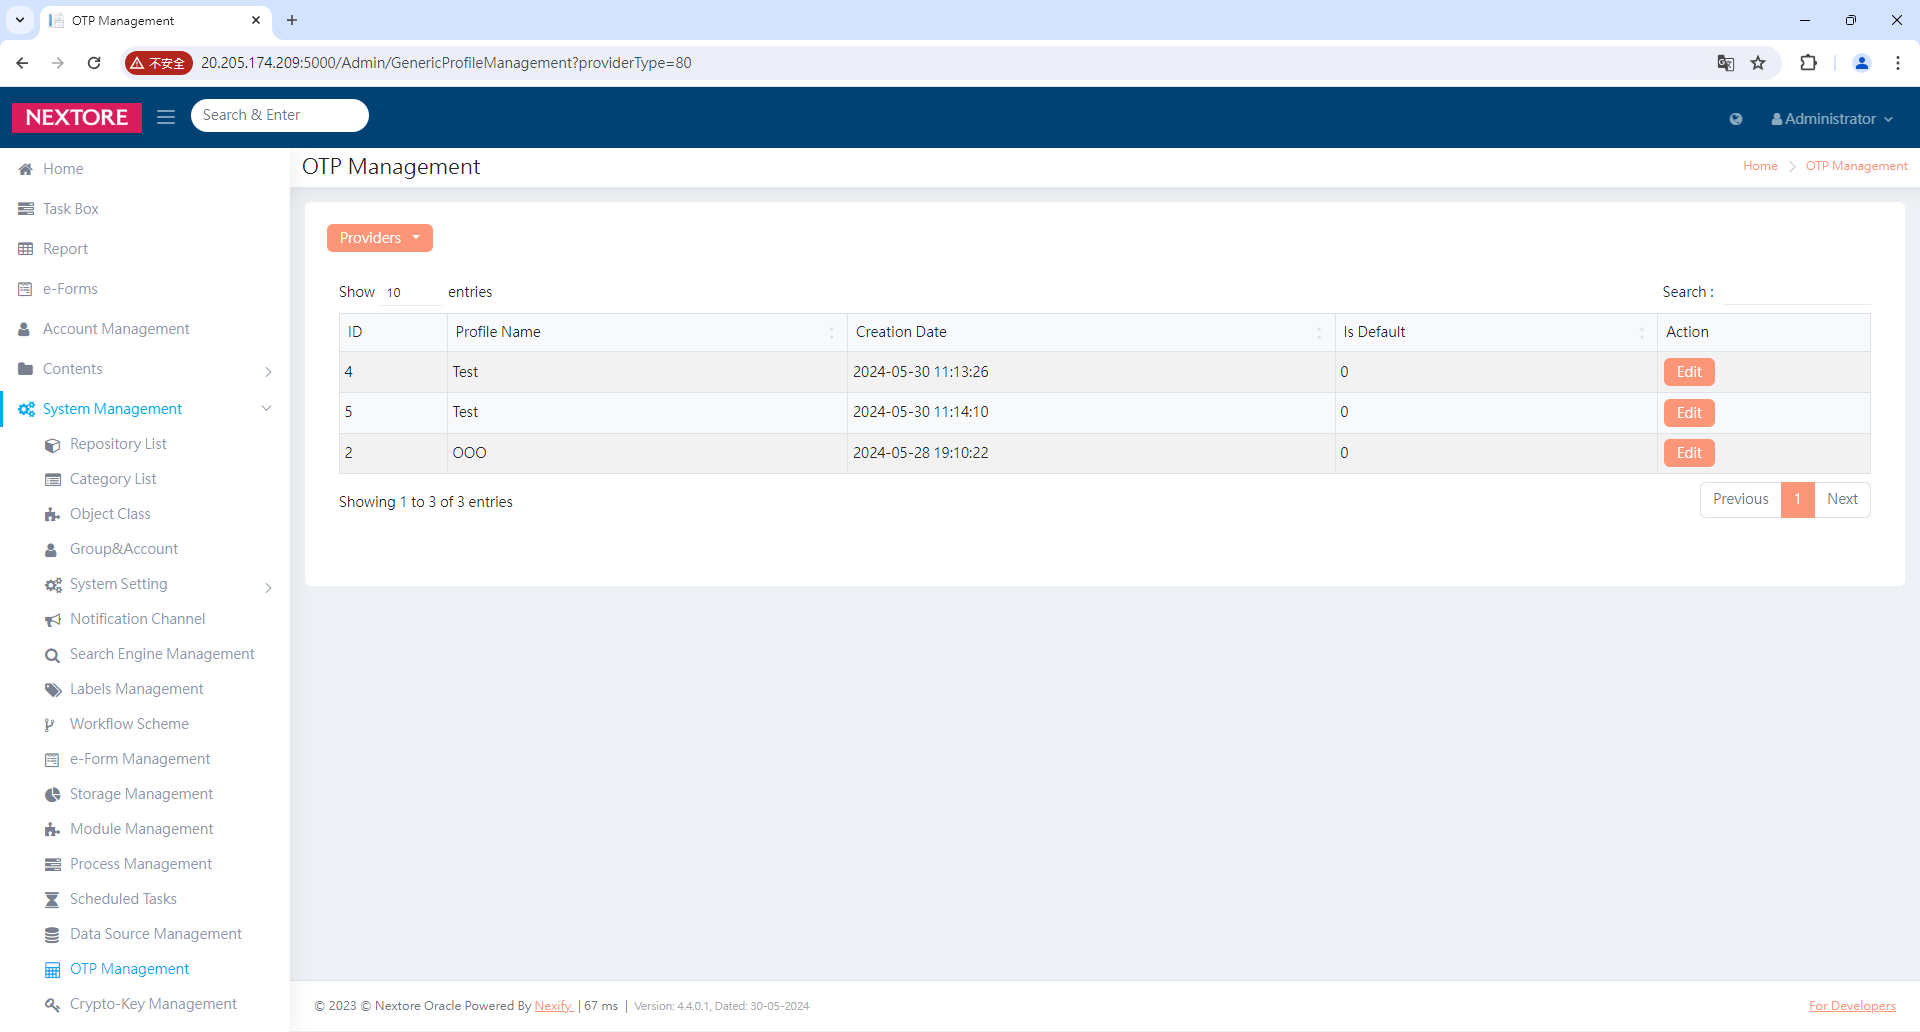 OTP Management
不安全 20.205.174.209:5000/Admin/GenericProfileManagement?providerType=80
NEXTORE Search & Enter Administrator
OTP Management Home OTP Management
Home
Task Box
Report
e-Forms
Account Management
Contents
System Management
Repository List
Category List
Object Class
Group&Account
System Setting
Notification Channel
Search Engine Management
Labels Management
Workflow Scheme
e-Form Management
Storage Management
Module Management
Process Management
Scheduled Tasks
Data Source Management
OTP Management
Crypto-Key Management
Providers
Show 10 entries Search :
ID Profile Name Creation Date Is Default Action
4 Test 2024-05-30 11:13:26 0 Edit
5 Test 2024-05-30 11:14:10 0 Edit
2 OOO 2024-05-28 19:10:22 0 Edit
Showing 1 to 3 of 3 entries Previous 1 Next
© 2023 © Nextore Oracle Powered By Nexify | 67 ms | Version: 4.4.0.1, Dated: 30-05-2024 For Developers